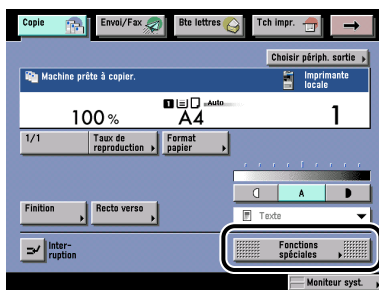 Copie
Envoi/Fax
Bte lettres
Tch impr.
Choisir périph. sortie
Machine prête à copier.
Imprimante
locale
1
Auto
100 %
A4
1
1/1
Taux de
reproduction
Format
papier
A
Finition
Recto verso
Texte
Inter-
ruption
Fonctions
spéciales
Moniteur syst.